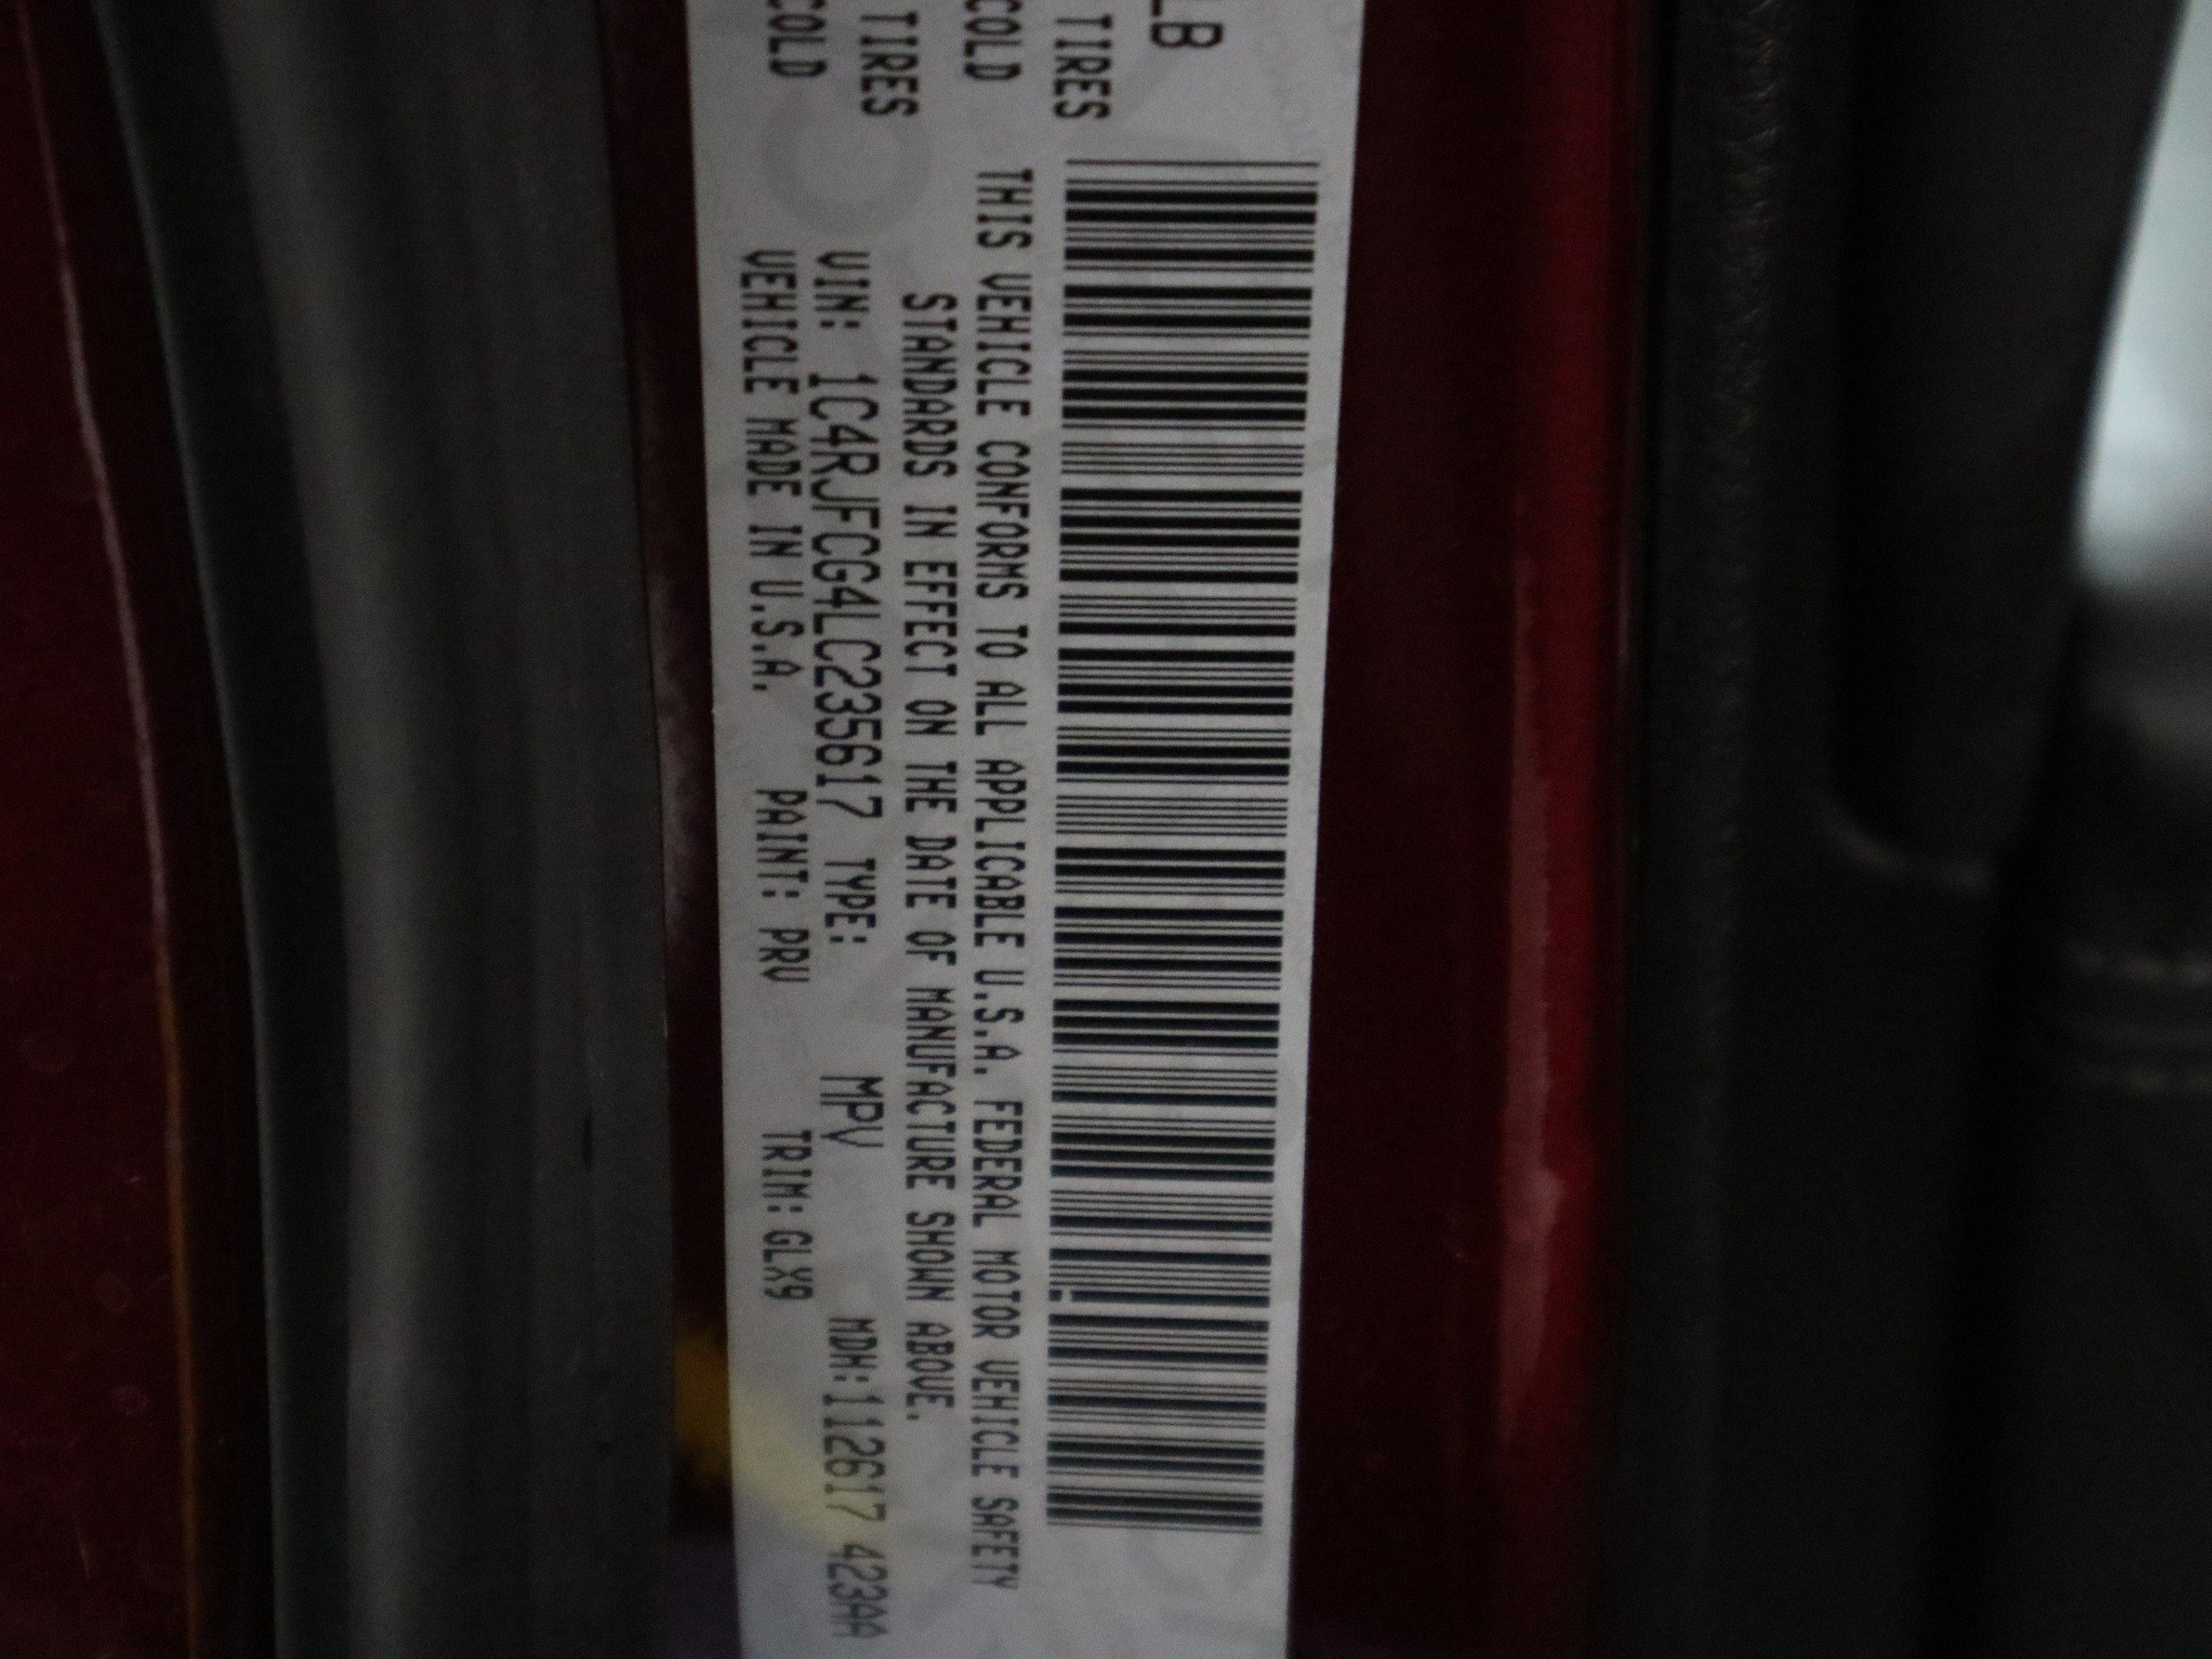 LB
TIRES
COLD
TIRES
COLD
THIS VEHICLE CONFORMS TO ALL APPLICABLE U.S.A. FEDERAL MOTOR VEHICLE SAFETY
STANDARDS IN EFFECT ON THE DATE OF MANUFACTURE SHOWN ABOVE.
VIN: 1C4RJFCG4LC235617 TYPE: MPV MDH:112617 423AA
VEHICLE MADE IN U.S.A. PAINT: PRV TRIM:GLX9